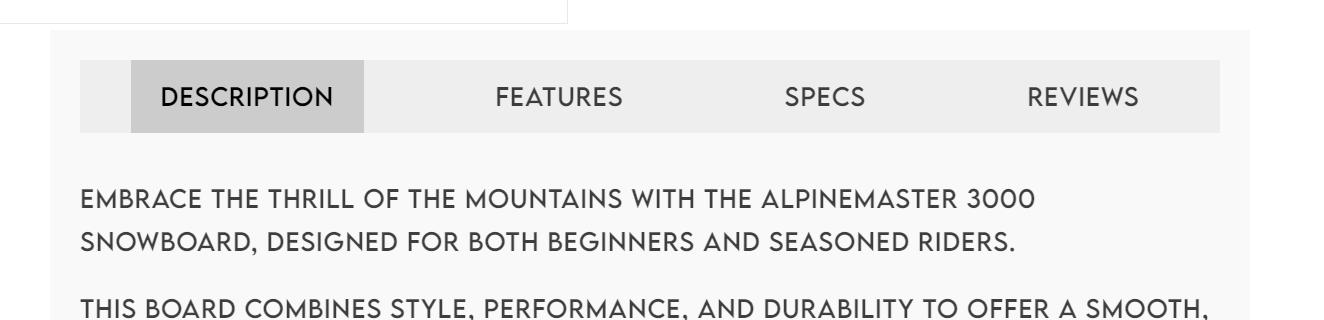 DESCRIPTION FEATURES SPECS REVIEWS
EMBRACE THE THRILL OF THE MOUNTAINS WITH THE ALPINEMASTER 3000
SNOWBOARD, DESIGNED FOR BOTH BEGINNERS AND SEASONED RIDERS.
THIS BOARD COMBINES STYLE, PERFORMANCE, AND DURABILITY TO OFFER A SMOOTH,